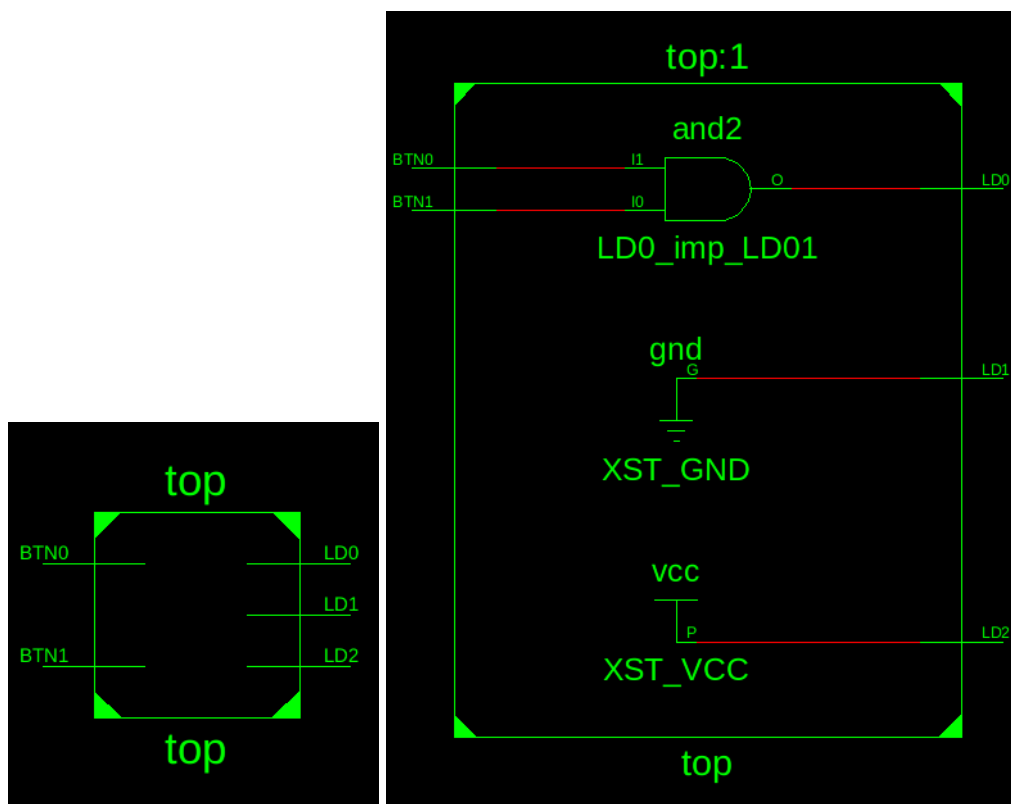 top
BTN0
LD0
LD1
BTN1
LD2
top
top:1
and2
BTN0
I1
O
LD0
BTN1
I0
LD0_imp_LD01
gnd
G
LD1
XST_GND
vcc
P
LD2
XST_VCC
top